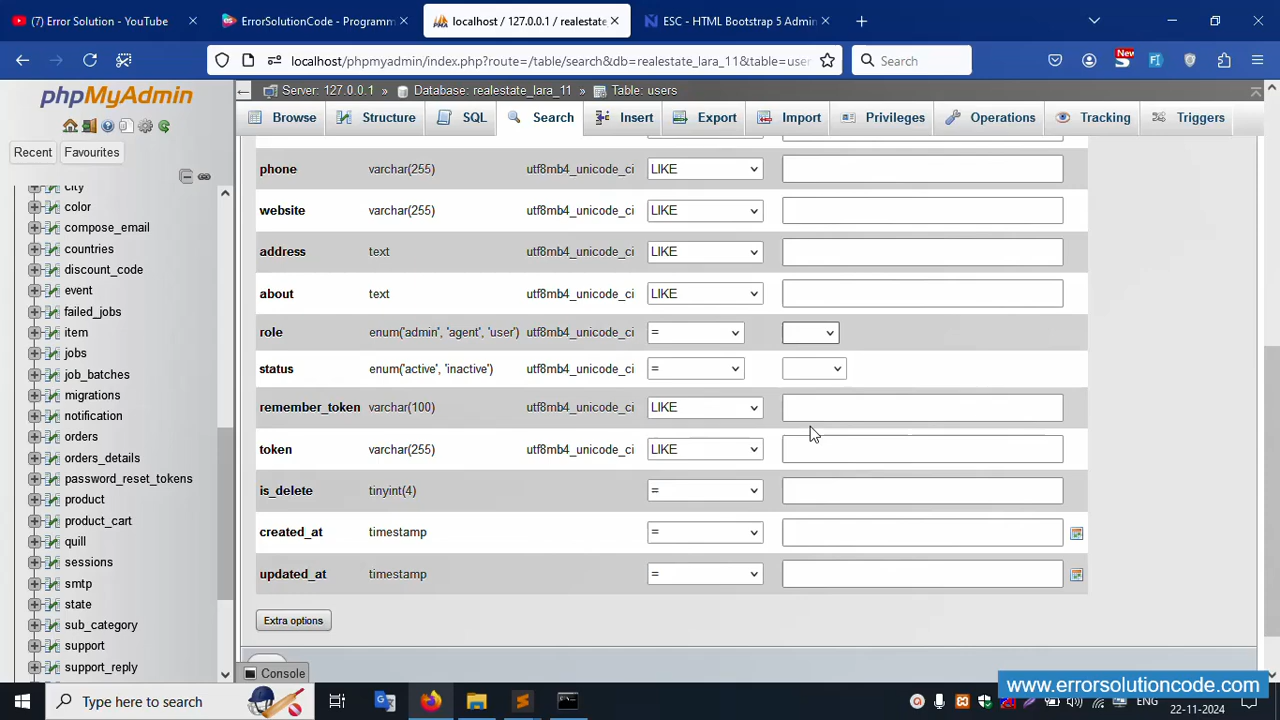 (7) Error Solution - YouTube
ErrorSolutionCode - Programm
localhost / 127.0.0.1 / realestate
ESC - HTML Bootstrap 5 Admin
localhost/phpmyadmin/index.php?route=/table/search&db=realestate_lara_11&table=user
Search
New
phpMyAdmin
Server: 127.0.0.1 » Database: realestate_lara_11 » Table: users
Browse Structure SQL Search Insert Export Import Privileges Operations Tracking Triggers
Recent Favourites
city
color
compose_email
countries
discount_code
event
failed_jobs
item
jobs
job_batches
migrations
notification
orders
orders_details
password_reset_tokens
product
product_cart
quill
sessions
smtp
state
sub_category
support
support_reply
phone varchar(255) utf8mb4_unicode_ci LIKE
website varchar(255) utf8mb4_unicode_ci LIKE
address text utf8mb4_unicode_ci LIKE
about text utf8mb4_unicode_ci LIKE
role enum('admin', 'agent', 'user') utf8mb4_unicode_ci =
status enum('active', 'inactive') utf8mb4_unicode_ci =
remember_token varchar(100) utf8mb4_unicode_ci LIKE
token varchar(255) utf8mb4_unicode_ci LIKE
is_delete tinyint(4) =
created_at timestamp =
updated_at timestamp =
Extra options
Console
www.errorsolutioncode.com
Type here to search
ENG
22-11-2024